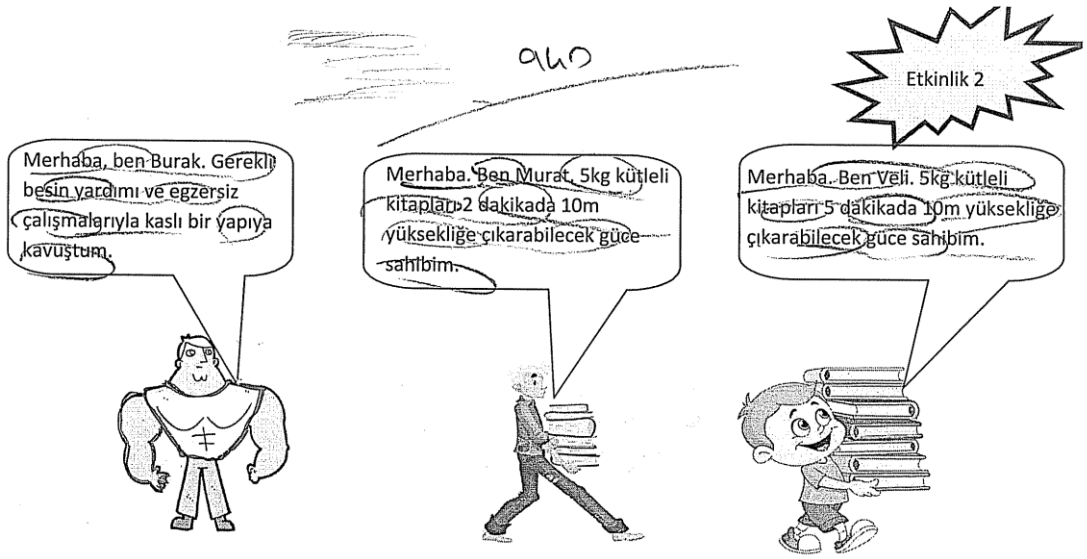 Etkinlik 2
Merhaba, ben Burak. Gerekli
besin yardımı ve egzersiz
çalışmalarıyla kaslı bir yapıya
kavuştum.
Merhaba. Ben Murat. 5kg kütleli
kitapları 2 dakikada 10m
yüksekliğe çıkarabilecek güce
sahibim.
Merhaba. Ben Veli. 5kg kütleli
kitapları 5 dakikada 10m yüksekliğe
çıkarabilecek güce sahibim.